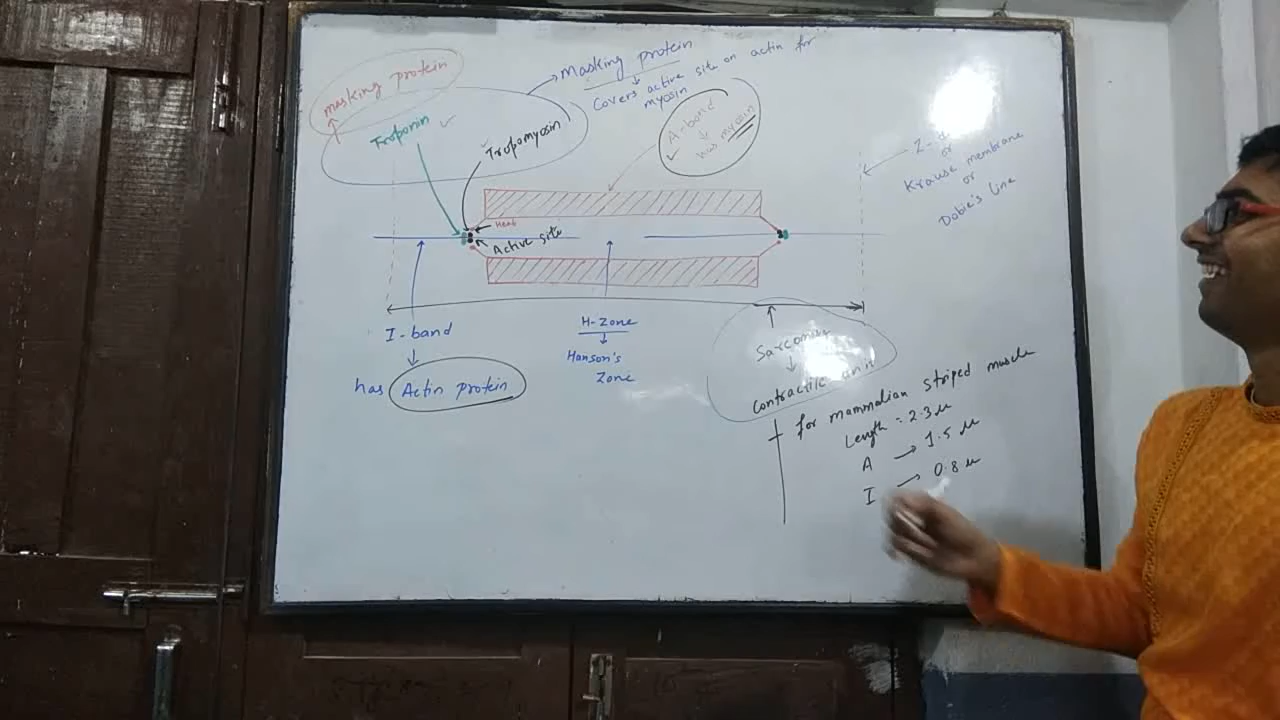 masking protein
Masking protein
Covers active site on actin for
myosin
Troponin
Tropomyosin
A-band
has myosin
Z-
or
Krause membrane
or
Dobie's line
Head
Active site
I-band
has Actin protein
H-Zone
Hanson's
Zone
Sarcomere
Contractile unit
for mammalian striped muscle
Length = 2.3 μ
A → 1.5 μ
I → 0.8 μ